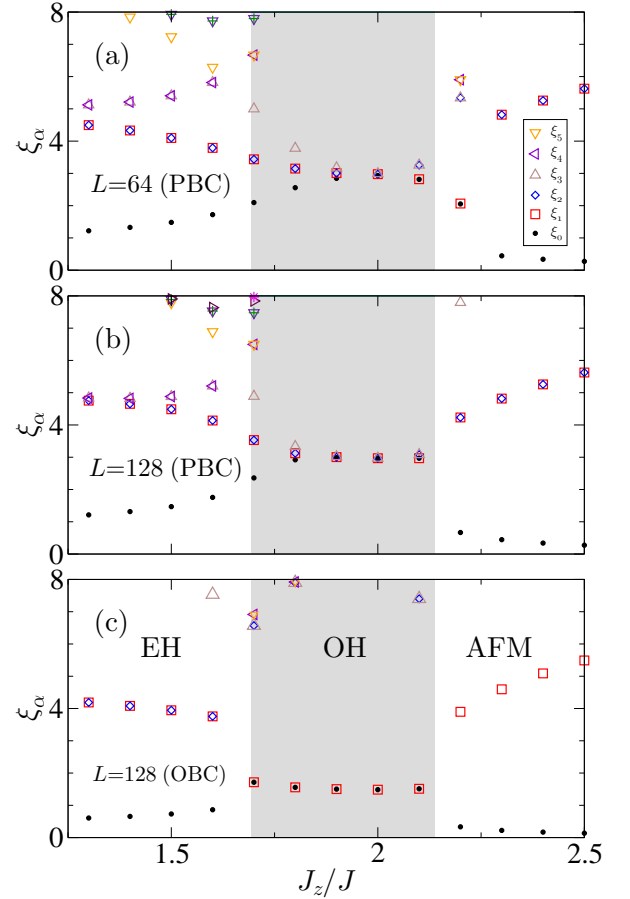 8
(a)
ξα
4
L=64 (PBC)
0
ξ₅
ξ₄
ξ₃
ξ₂
ξ₁
ξ₀
8
(b)
ξα
4
L=128 (PBC)
0
8
(c)
EH OH AFM
ξα
4
L=128 (OBC)
0
1.5 2 2.5
Jz/J